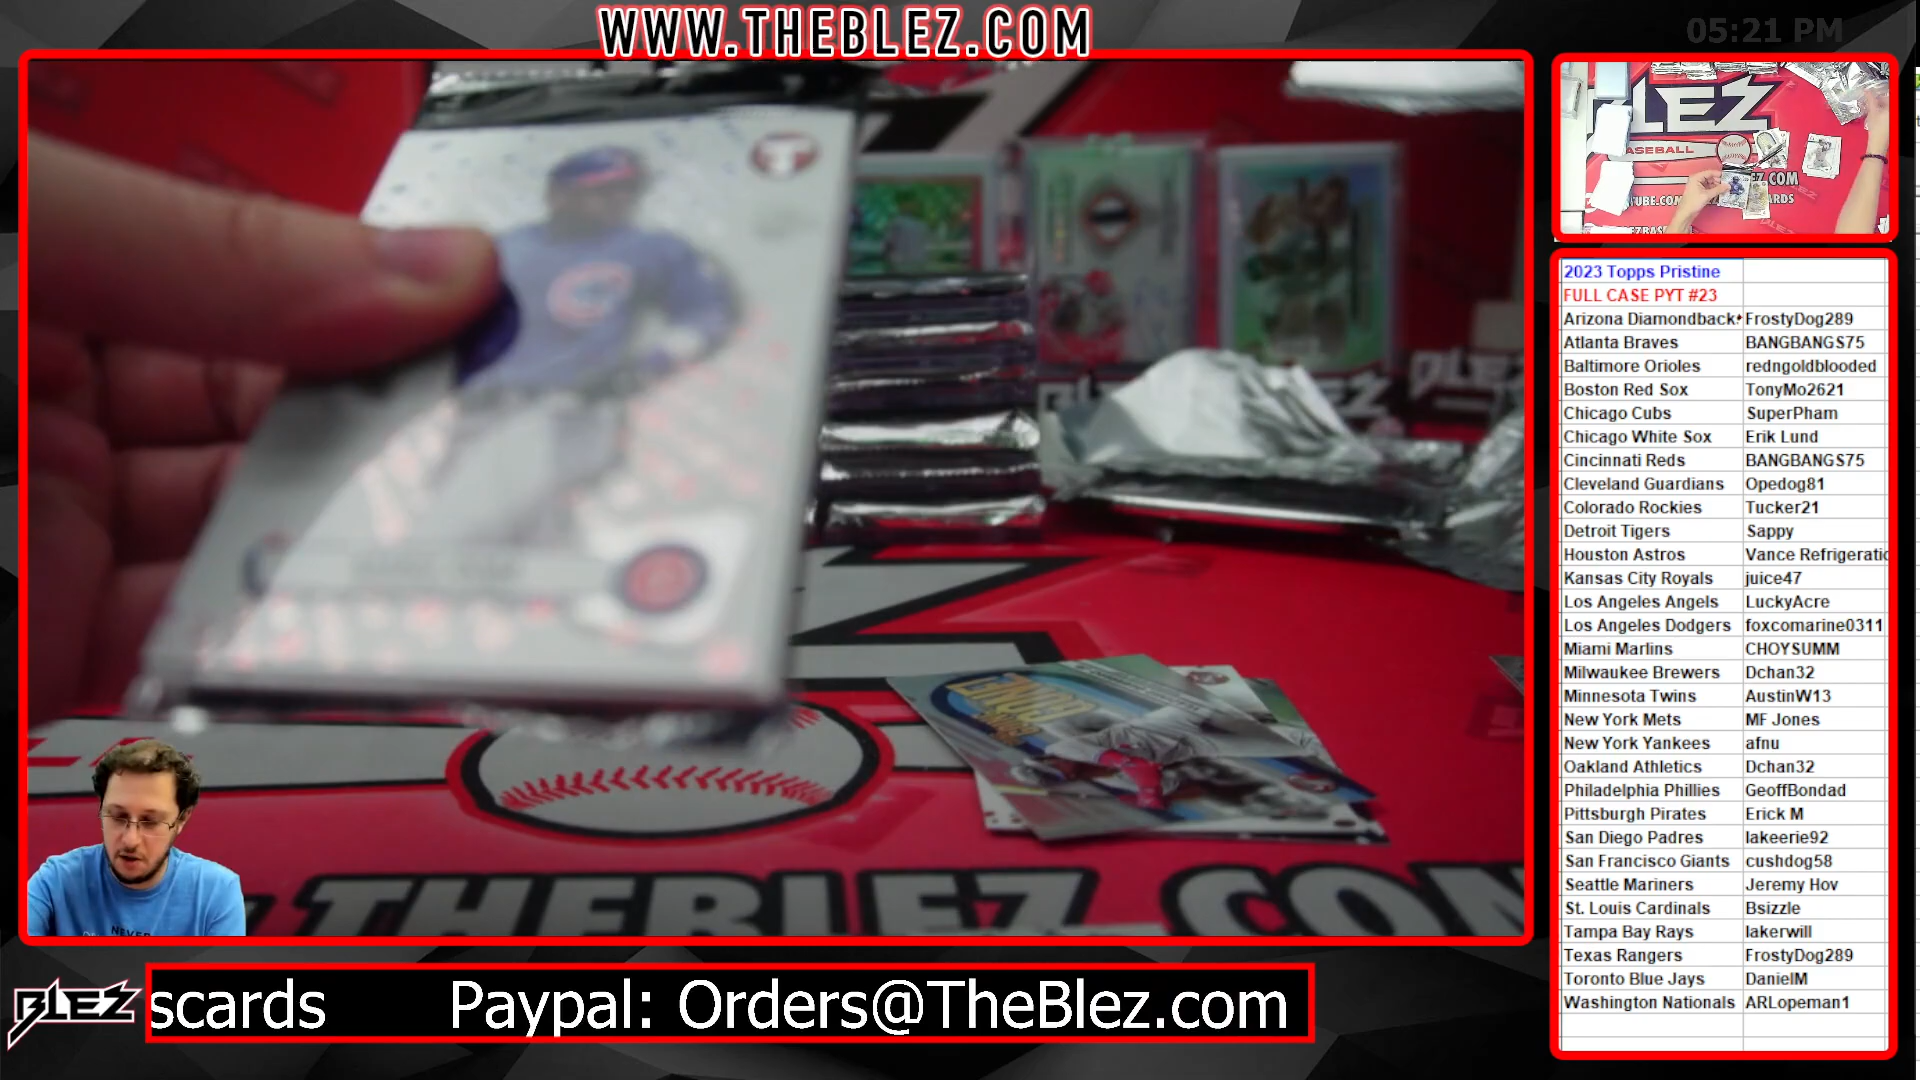 WWW.THEBLEZ.COM
05:21 PM
BLEZ
BASEBALL
2023 Topps Pristine
FULL CASE PYT #23
Arizona Diamondback FrostyDog289
Atlanta Braves BANGBANGS75
Baltimore Orioles redngoldblooded
Boston Red Sox TonyMo2621
Chicago Cubs SuperPham
Chicago White Sox Erik Lund
Cincinnati Reds BANGBANGS75
Cleveland Guardians Opedog81
Colorado Rockies Tucker21
Detroit Tigers Sappy
Houston Astros Vance Refrigeratio
Kansas City Royals juice47
Los Angeles Angels LuckyAcre
Los Angeles Dodgers foxcomarine0311
Miami Marlins CHOYSUMM
Milwaukee Brewers Dchan32
Minnesota Twins AustinW13
New York Mets MF Jones
New York Yankees afnu
Oakland Athletics Dchan32
Philadelphia Phillies GeoffBondad
Pittsburgh Pirates Erick M
San Diego Padres lakeerie92
San Francisco Giants cushdog58
Seattle Mariners Jeremy Hov
St. Louis Cardinals Bsizzle
Tampa Bay Rays lakerwill
Texas Rangers FrostyDog289
Toronto Blue Jays DanielM
Washington Nationals ARLopeman1
THEBLEZ.COM
NEVER
BLEZ
scards Paypal: Orders@TheBlez.com